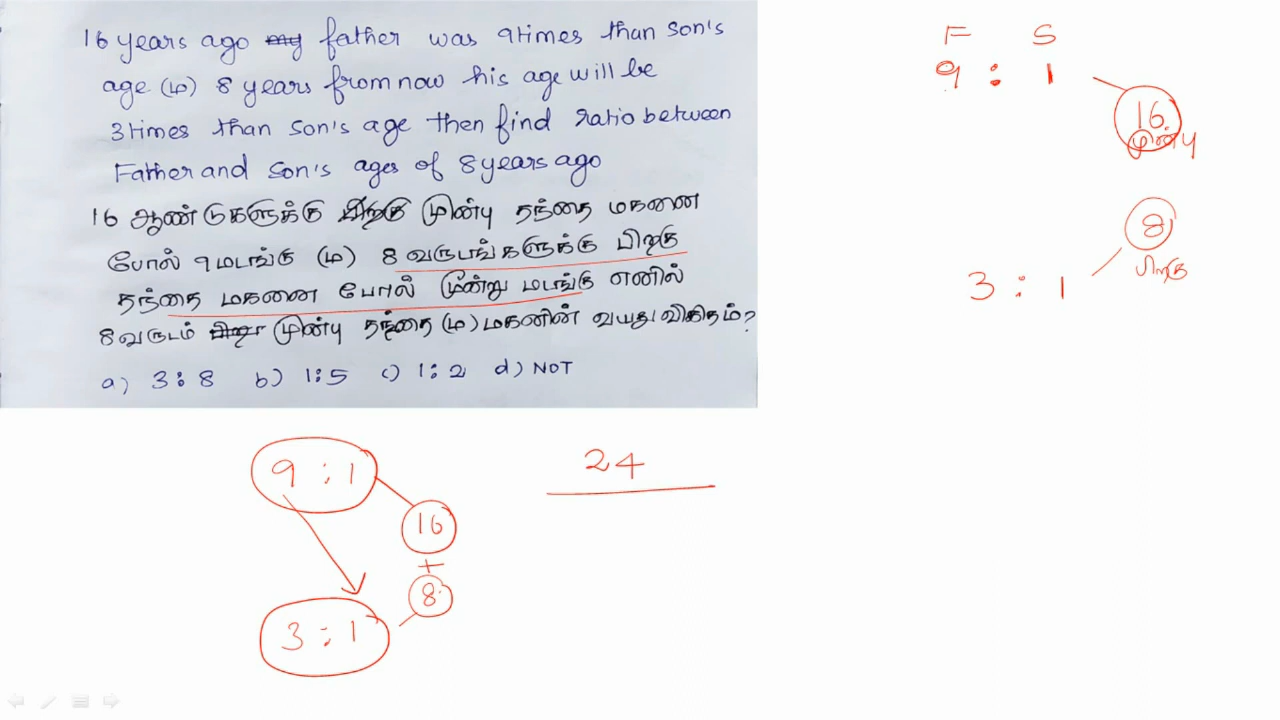 16 years ago my father was 9 times than son's
age (ம) 8 years from now his age will be
3 times than son's age then find ratio between
Father and son's ages of 8 years ago
16 ஆண்டுகளுக்கு பிறகு முன்பு தந்தை மகனை
போல் 9 மடங்கு (ம) 8 வருடங்களுக்கு பிறகு
தந்தை மகனை போல் மூன்று மடங்கு எனில்
8 வருடம் முன்பு தந்தை (ம) மகனின் வயது விகிதம்?
a) 3:8 b) 1:5 c) 1:2 d) NOT
F S
9 : 1
16
முன்பு
8
பிறகு
3 : 1
9 : 1
24
16
+
8
3 : 1